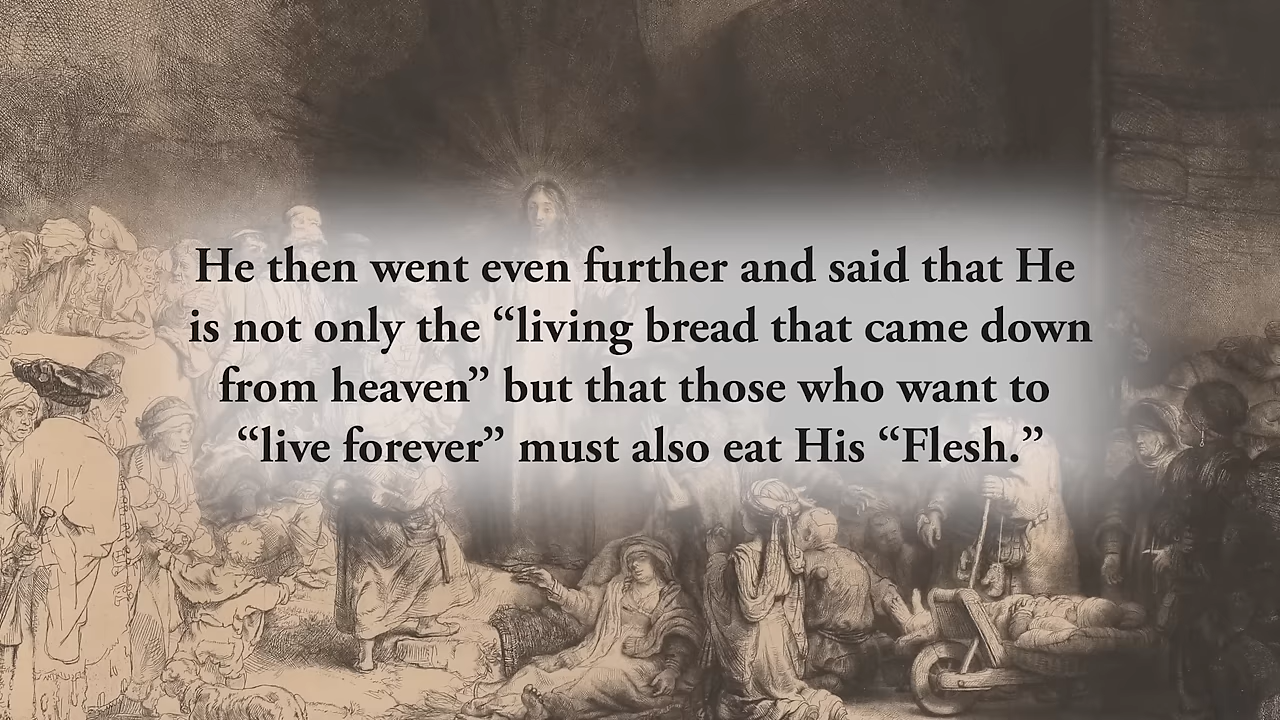 He then went even further and said that He
is not only the “living bread that came down
from heaven” but that those who want to
“live forever” must also eat His “Flesh.”